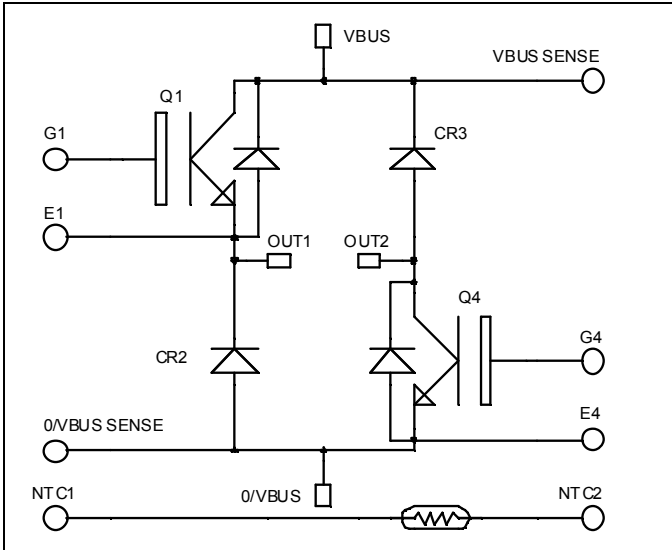 VBUS
VBUS SENSE
Q1
G1
CR3
E1
OUT1
OUT2
Q4
CR2
G4
E4
0/VBUS SENSE
NTC1
0/VBUS
NTC2